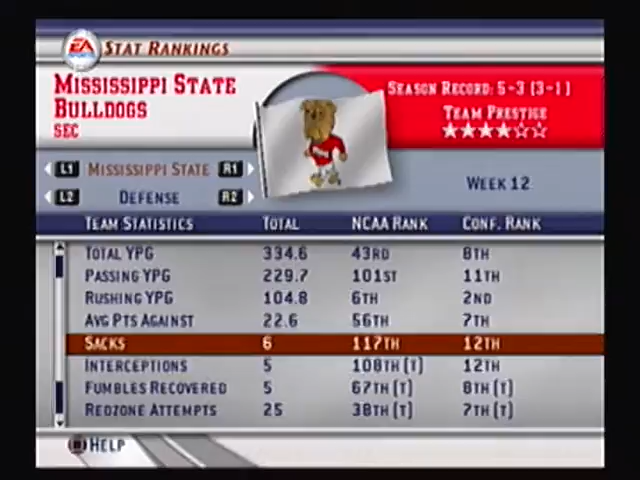 EA SPORTS STAT RANKINGS
MISSISSIPPI STATE
BULLDOGS
SEC
SEASON RECORD: 5-3 (3-1)
TEAM PRESTIGE
L1 MISSISSIPPI STATE R1
L2 DEFENSE R2
WEEK 12
TEAM STATISTICS TOTAL NCAA RANK CONF. RANK
TOTAL YPG 334.6 43RD 8TH
PASSING YPG 229.7 101ST 11TH
RUSHING YPG 104.8 6TH 2ND
AVG PTS AGAINST 22.6 56TH 7TH
SACKS 6 117TH 12TH
INTERCEPTIONS 5 108TH (T) 12TH
FUMBLES RECOVERED 5 67TH (T) 8TH (T)
REDZONE ATTEMPTS 25 38TH (T) 7TH (T)
HELP